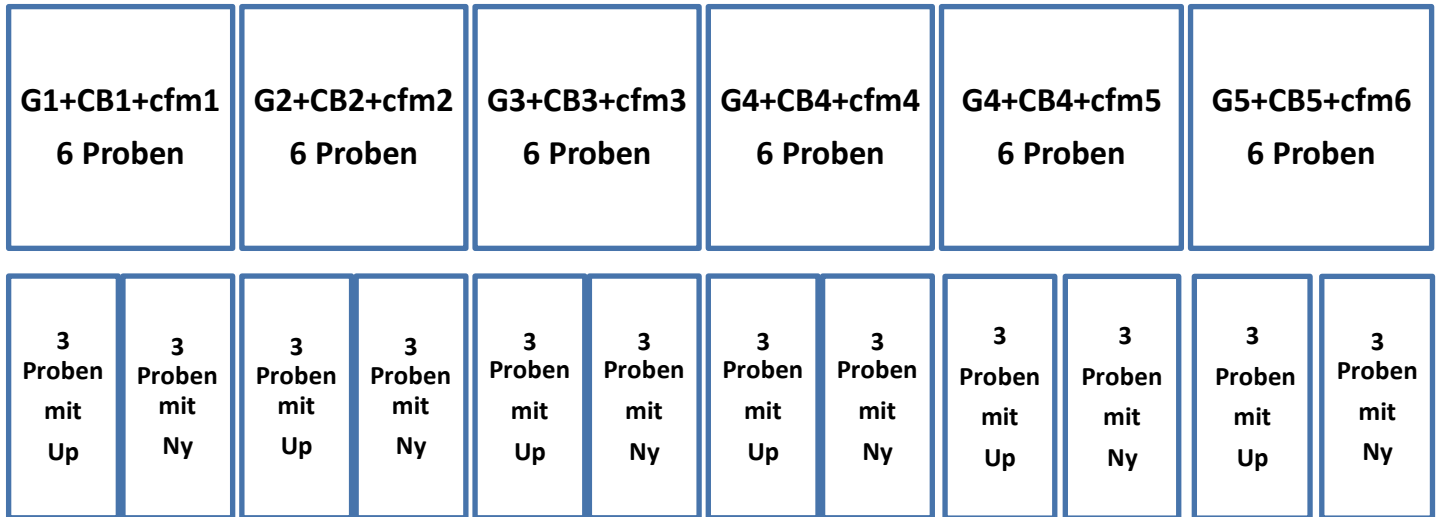 G1+CB1+cfm1
6 Proben
G2+CB2+cfm2
6 Proben
G3+CB3+cfm3
6 Proben
G4+CB4+cfm4
6 Proben
G4+CB4+cfm5
6 Proben
G5+CB5+cfm6
6 Proben
3
Proben
mit
Up
3
Proben
mit
Ny
3
Proben
mit
Up
3
Proben
mit
Ny
3
Proben
mit
Up
3
Proben
mit
Ny
3
Proben
mit
Up
3
Proben
mit
Ny
3
Proben
mit
Up
3
Proben
mit
Ny
3
Proben
mit
Up
3
Proben
mit
Ny